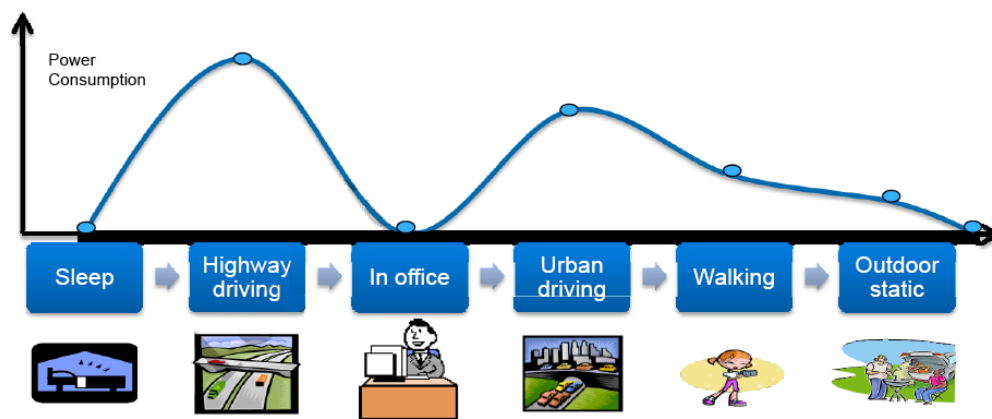 Power
Consumption
Sleep
Highway
driving
In office
Urban
driving
Walking
Outdoor
static